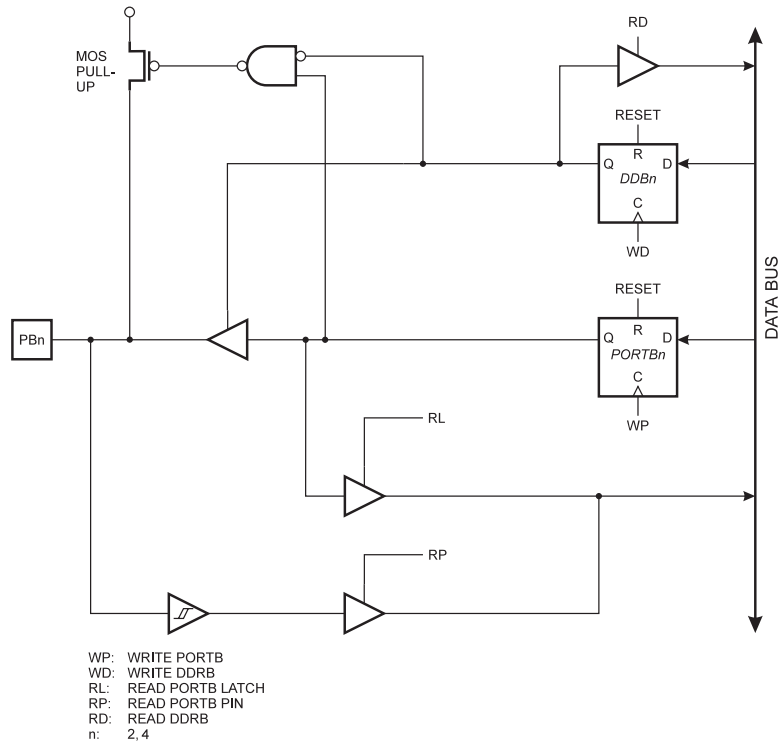 MOS
PULL-
UP
RD
RESET
R
Q
D
DDBn
C
WD
RESET
R
PBn
Q
D
PORTBn
C
WP
DATA BUS
RL
RP
WP: WRITE PORTB
WD: WRITE DDRB
RL: READ PORTB LATCH
RP: READ PORTB PIN
RD: READ DDRB
n: 2, 4